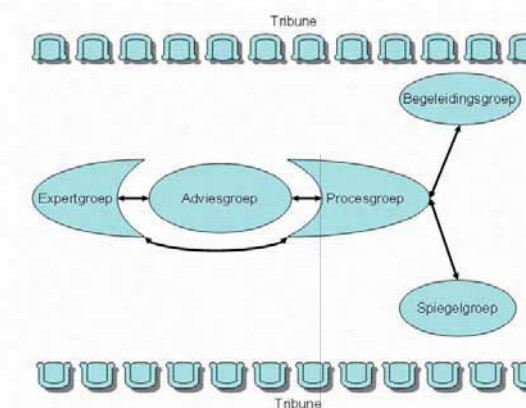 Tribune
Begeleidingsgroep
Expertgroep
Adviesgroep
Procesgroep
Spiegelgroep
Tribune